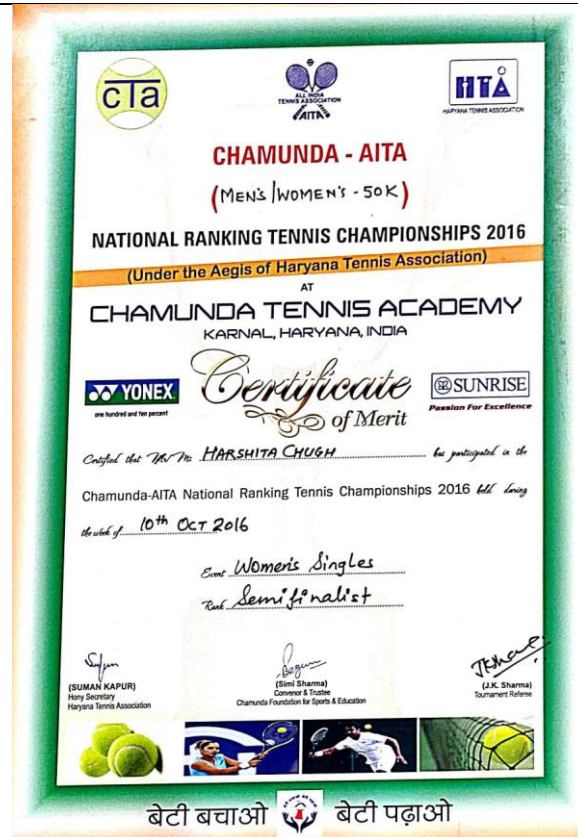 cta
ALL INDIA
TENNIS ASSOCIATION
AITA
HTA
HARYANA TENNIS ASSOCIATION
CHAMUNDA - AITA
(MEN'S/WOMEN'S - 50K)
NATIONAL RANKING TENNIS CHAMPIONSHIPS 2016
(Under the Aegis of Haryana Tennis Association)
AT
CHAMUNDA TENNIS ACADEMY
KARNAL, HARYANA, INDIA
YONEX
one hundred and ten percent
Certificate
of Merit
SUNRISE
Passion For Excellence
Certified that Mr/Ms HARSHITA CHUGH has participated in the
Chamunda-AITA National Ranking Tennis Championships 2016 held during
the week of 10th OCT 2016
Event Women's Singles
Rank Semifinalist
(SUMAN KAPUR)
Hony Secretary
Haryana Tennis Association
(Simi Sharma)
Convenor & Trustee
Chamunda Foundation for Sports & Education
(J.K. Sharma)
Tournament Referee
बेटी बचाओ बेटी पढ़ाओ